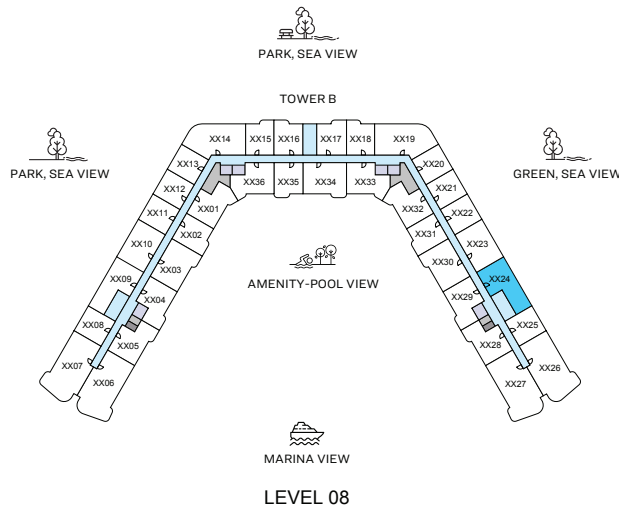 PARK, SEA VIEW
TOWER B
PARK, SEA VIEW
GREEN, SEA VIEW
XX14
XX15
XX16
XX17
XX18
XX19
XX13
XX20
XX36
XX35
XX34
XX33
XX12
XX21
XX11
XX01
XX32
XX22
XX02
XX31
XX10
XX23
XX03
XX30
XX09
XX24
AMENITY-POOL VIEW
XX04
XX29
XX08
XX25
XX05
XX28
XX07
XX26
XX06
XX27
MARINA VIEW
LEVEL 08